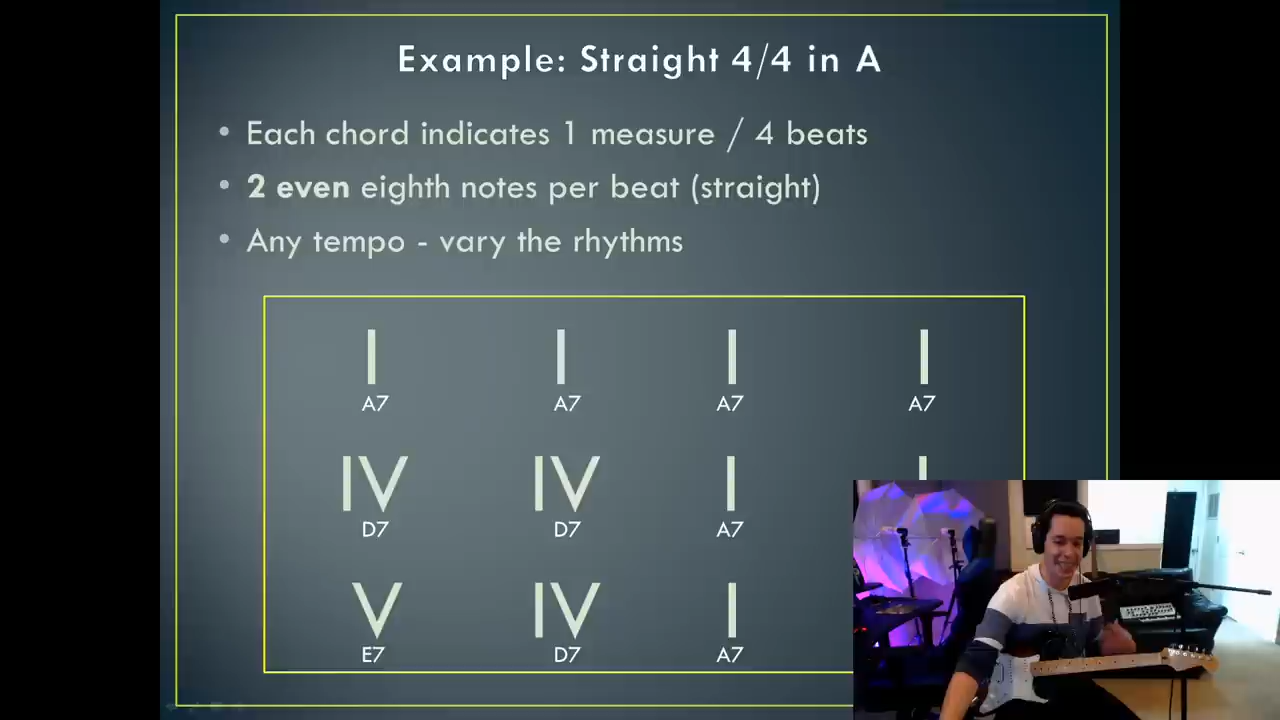 Example: Straight 4/4 in A
• Each chord indicates 1 measure / 4 beats
• 2 even eighth notes per beat (straight)
• Any tempo - vary the rhythms
I I I I
A7 A7 A7 A7
IV IV I I
D7 D7 A7
V IV I
E7 D7 A7